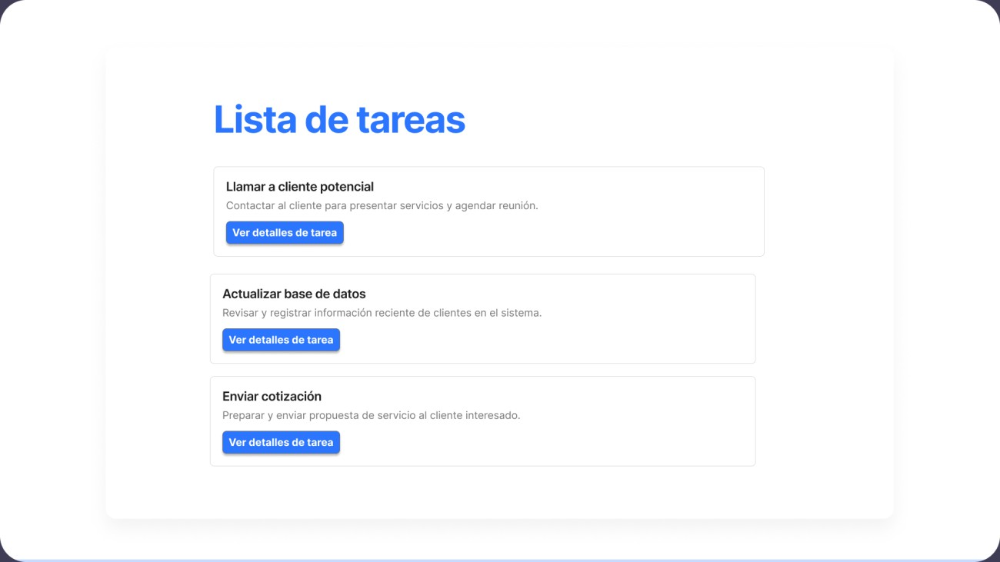 Lista de tareas
Llamar a cliente potencial
Contactar al cliente para presentar servicios y agendar reunión.
Ver detalles de tarea
Actualizar base de datos
Revisar y registrar información reciente de clientes en el sistema.
Ver detalles de tarea
Enviar cotización
Preparar y enviar propuesta de servicio al cliente interesado.
Ver detalles de tarea